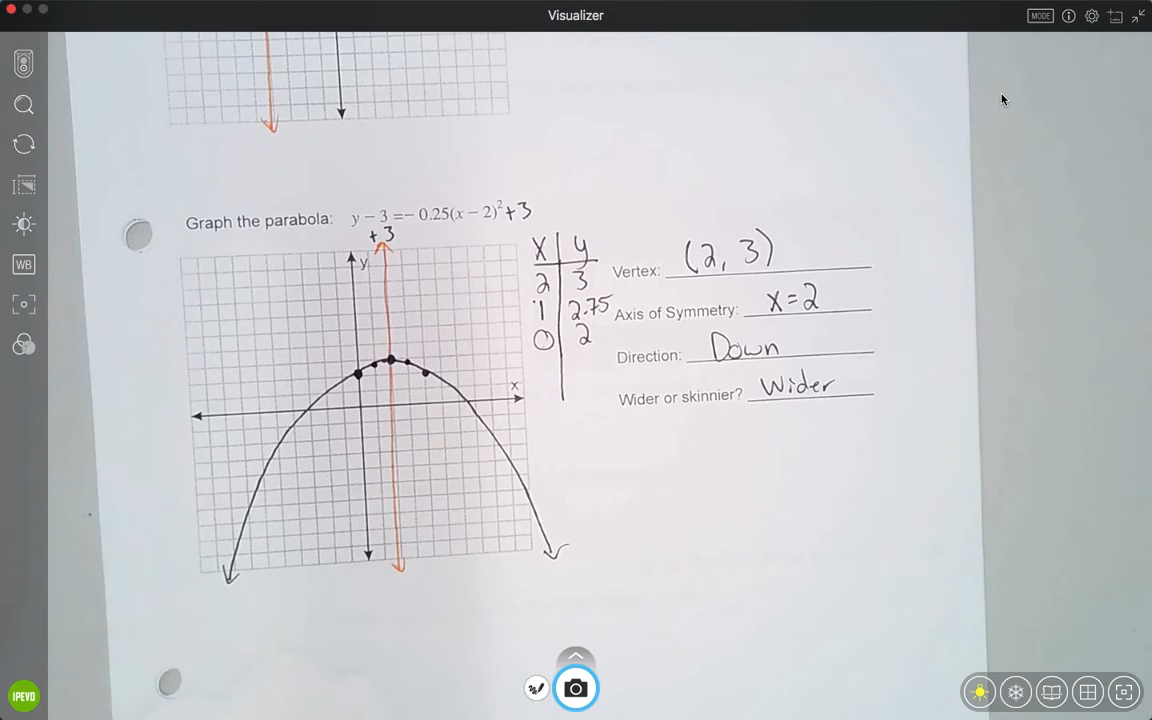 Visualizer
MODE
WB
Graph the parabola: y − 3 = − 0.25(x − 2)² + 3
+ 3
y
x
X | y
2 | 3
1 | 2.75
0 | 2
Vertex: (2, 3)
Axis of Symmetry: x = 2
Direction: Down
Wider or skinnier? Wider
IPEVO